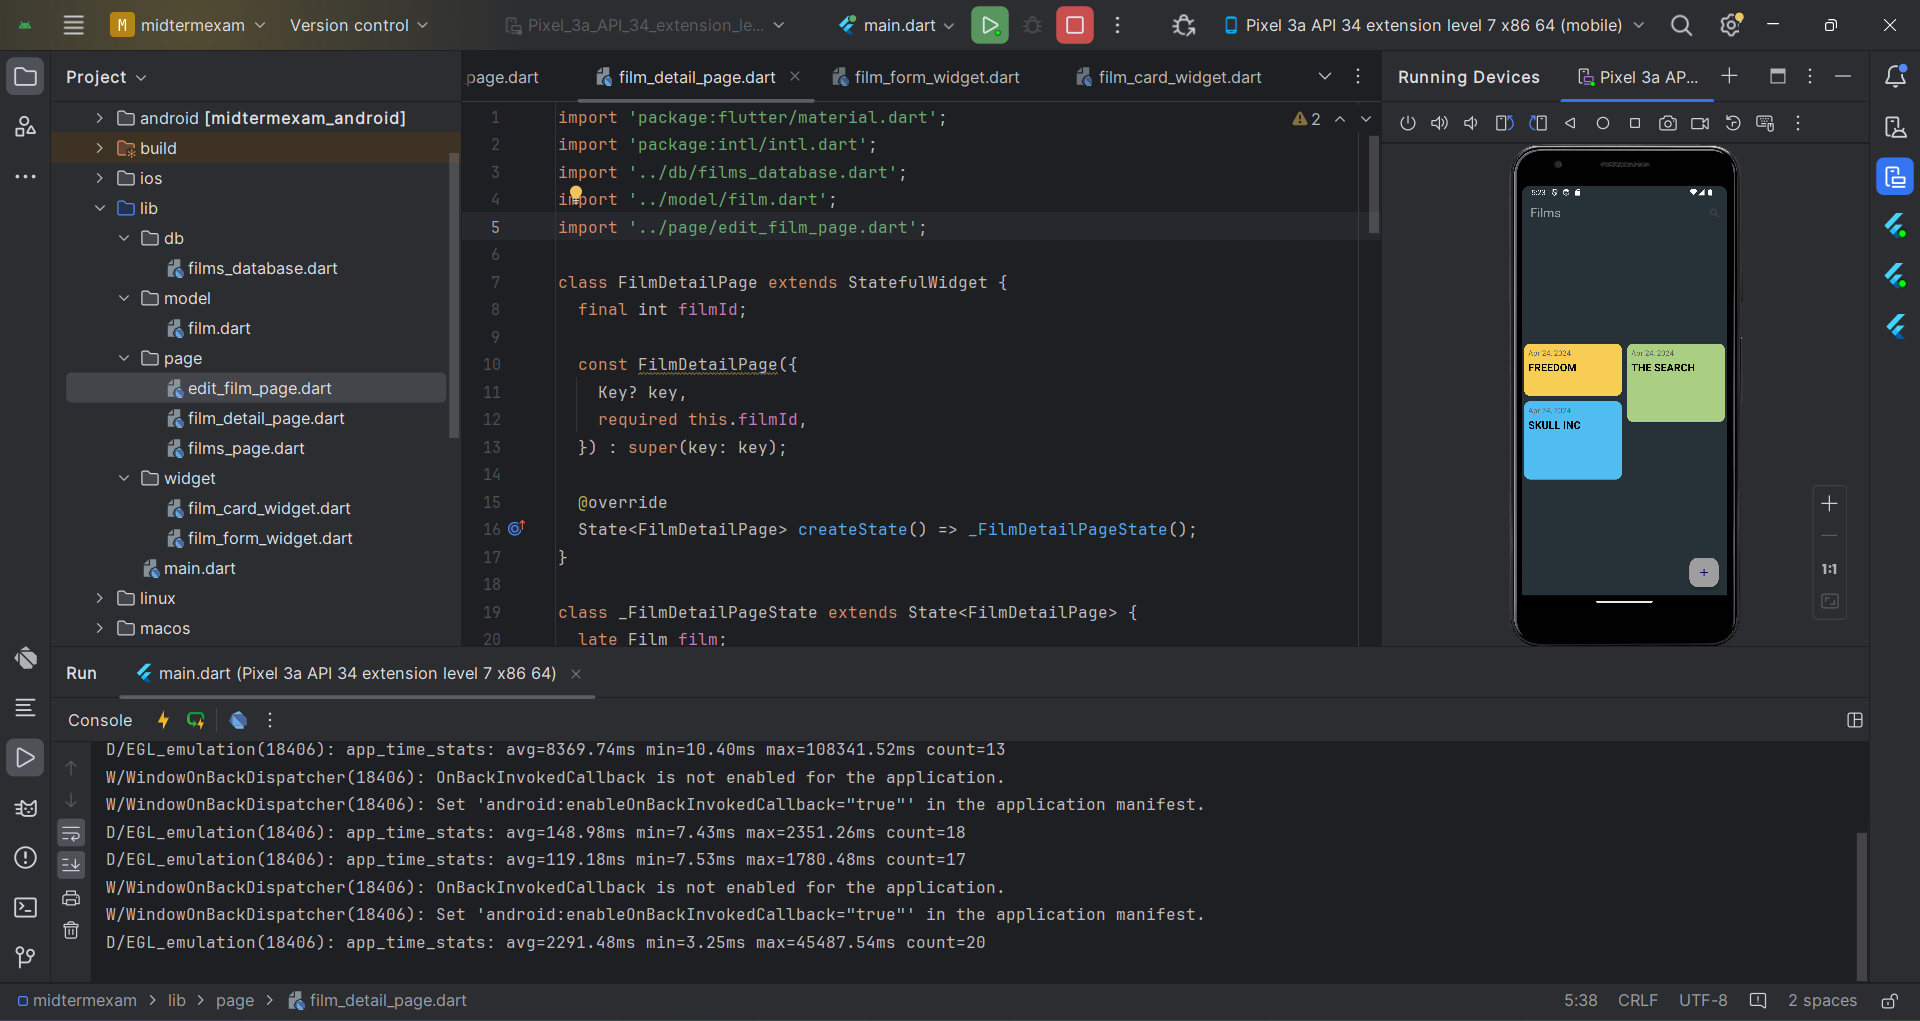 M midtermexam
Version control
Pixel_3a_API_34_extension_le...
main.dart
Pixel 3a API 34 extension level 7 x86 64 (mobile)
Project
page.dart
film_detail_page.dart
film_form_widget.dart
film_card_widget.dart
Running Devices
Pixel 3a AP...
android [midtermexam_android]
build
ios
lib
db
films_database.dart
model
film.dart
page
edit_film_page.dart
film_detail_page.dart
films_page.dart
widget
film_card_widget.dart
film_form_widget.dart
main.dart
linux
macos
2
1 import 'package:flutter/material.dart';
2 import 'package:intl/intl.dart';
3 import '../db/films_database.dart';
4 import '../model/film.dart';
5 import '../page/edit_film_page.dart';
6
7 class FilmDetailPage extends StatefulWidget {
8 final int filmId;
9
10 const FilmDetailPage({
11 Key? key,
12 required this.filmId,
13 }) : super(key: key);
14
15 @override
16 State<FilmDetailPage> createState() => _FilmDetailPageState();
17 }
18
19 class _FilmDetailPageState extends State<FilmDetailPage> {
20 late Film film;
5:23
Films
Apr 24, 2024
FREEDOM
Apr 24, 2024
THE SEARCH
Apr 24, 2024
SKULL INC
+
1:1
Run
main.dart (Pixel 3a API 34 extension level 7 x86 64)
Console
D/EGL_emulation(18406): app_time_stats: avg=8369.74ms min=10.40ms max=108341.52ms count=13
W/WindowOnBackDispatcher(18406): OnBackInvokedCallback is not enabled for the application.
W/WindowOnBackDispatcher(18406): Set 'android:enableOnBackInvokedCallback="true"' in the application manifest.
D/EGL_emulation(18406): app_time_stats: avg=148.98ms min=7.43ms max=2351.26ms count=18
D/EGL_emulation(18406): app_time_stats: avg=119.18ms min=7.53ms max=1780.48ms count=17
W/WindowOnBackDispatcher(18406): OnBackInvokedCallback is not enabled for the application.
W/WindowOnBackDispatcher(18406): Set 'android:enableOnBackInvokedCallback="true"' in the application manifest.
D/EGL_emulation(18406): app_time_stats: avg=2291.48ms min=3.25ms max=45487.54ms count=20
midtermexam > lib > page > film_detail_page.dart
5:38 CRLF UTF-8 2 spaces